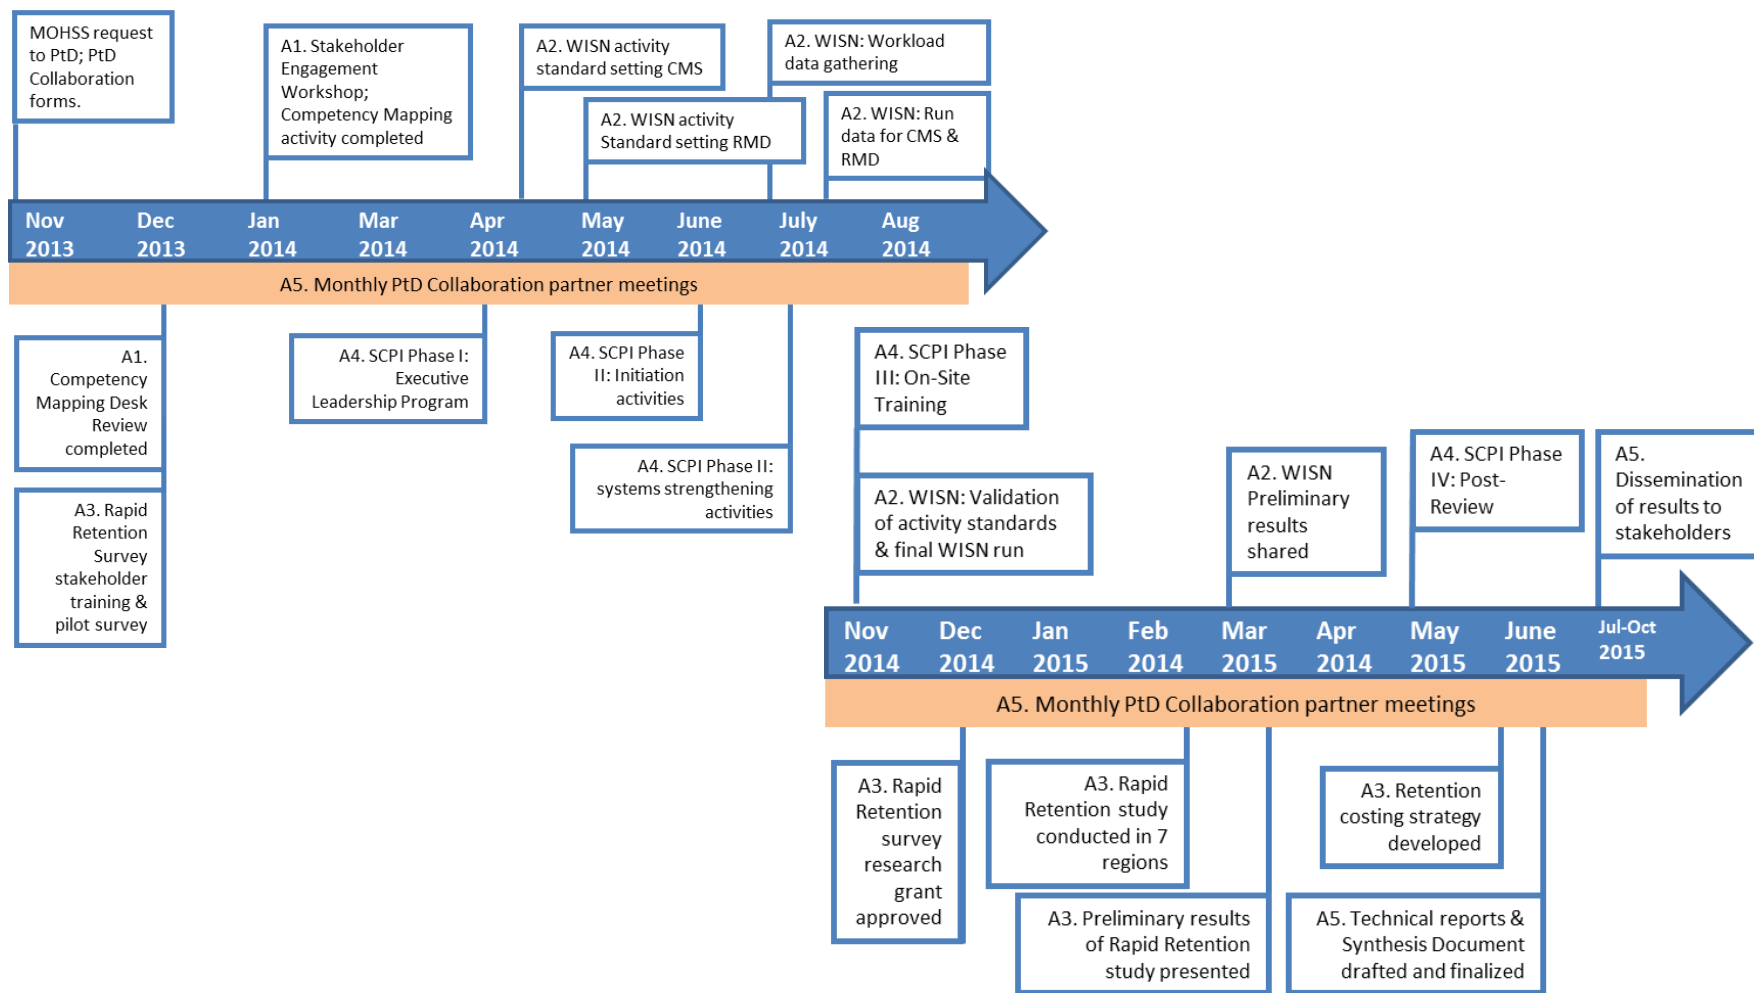 MOHSS request
to PtD; PtD
Collaboration
forms.
A1. Stakeholder
Engagement
Workshop;
Competency Mapping
activity completed
A2. WISN activity
standard setting CMS
A2. WISN activity
Standard setting RMD
A2. WISN: Workload
data gathering
A2. WISN: Run
data for CMS &
RMD
Nov
2013
Dec
2013
Jan
2014
Mar
2014
Apr
2014
May
2014
June
2014
July
2014
Aug
2014
A5. Monthly PtD Collaboration partner meetings
A1.
Competency
Mapping Desk
Review
completed
A3. Rapid
Retention
Survey
stakeholder
training &
pilot survey
A4. SCPI Phase I:
Executive
Leadership Program
A4. SCPI Phase
II: Initiation
activities
A4. SCPI Phase II:
systems strengthening
activities
A4. SCPI Phase
III: On-Site
Training
A2. WISN: Validation
of activity standards
& final WISN run
A2. WISN
Preliminary
results
shared
A4. SCPI Phase
IV: Post-
Review
A5.
Dissemination
of results to
stakeholders
Nov
2014
Dec
2014
Jan
2015
Feb
2014
Mar
2015
Apr
2014
May
2015
June
2015
Jul-Oct
2015
A5. Monthly PtD Collaboration partner meetings
A3. Rapid
Retention
survey
research
grant
approved
A3. Rapid
Retention study
conducted in 7
regions
A3. Preliminary results
of Rapid Retention
study presented
A3. Retention
costing strategy
developed
A5. Technical reports &
Synthesis Document
drafted and finalized